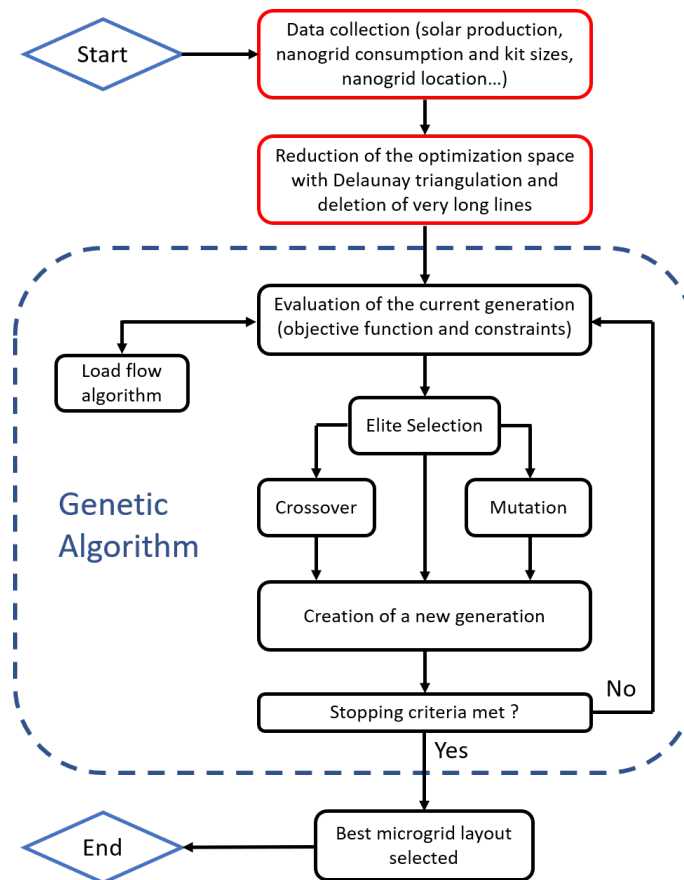 Start
Data collection (solar production,
nanogrid consumption and kit sizes,
nanogrid location...)
Reduction of the optimization space
with Delaunay triangulation and
deletion of very long lines
Evaluation of the current generation
(objective function and constraints)
Load flow
algorithm
Elite Selection
Crossover
Mutation
Genetic
Algorithm
Creation of a new generation
No
Stopping criteria met ?
Yes
Best microgrid layout
selected
End